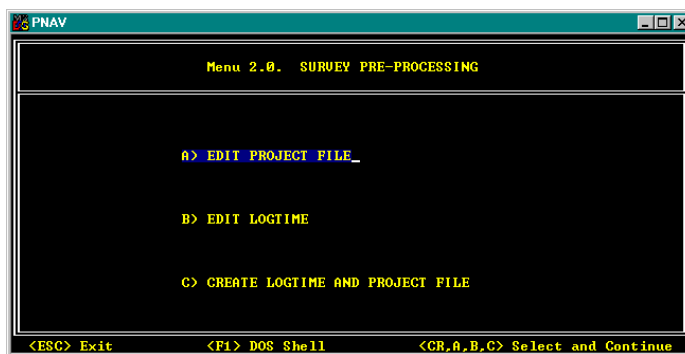 PNAV
Menu 2.0. SURVEY PRE-PROCESSING
A) EDIT PROJECT FILE_
B) EDIT LOGTIME
C) CREATE LOGTIME AND PROJECT FILE
<ESC> Exit <F1> DOS Shell <CR,A,B,C> Select and Continue